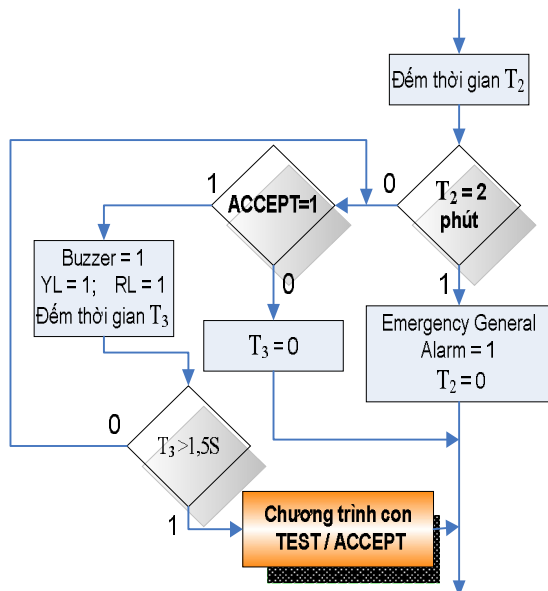 Đếm thời gian T2
T2 = 2
phút
0
1
ACCEPT=1
1
0
Buzzer = 1
YL = 1; RL = 1
Đếm thời gian T3
T3 = 0
Emergency General
Alarm = 1
T2 = 0
T3 >1,5S
0
1
Chương trình con
TEST / ACCEPT